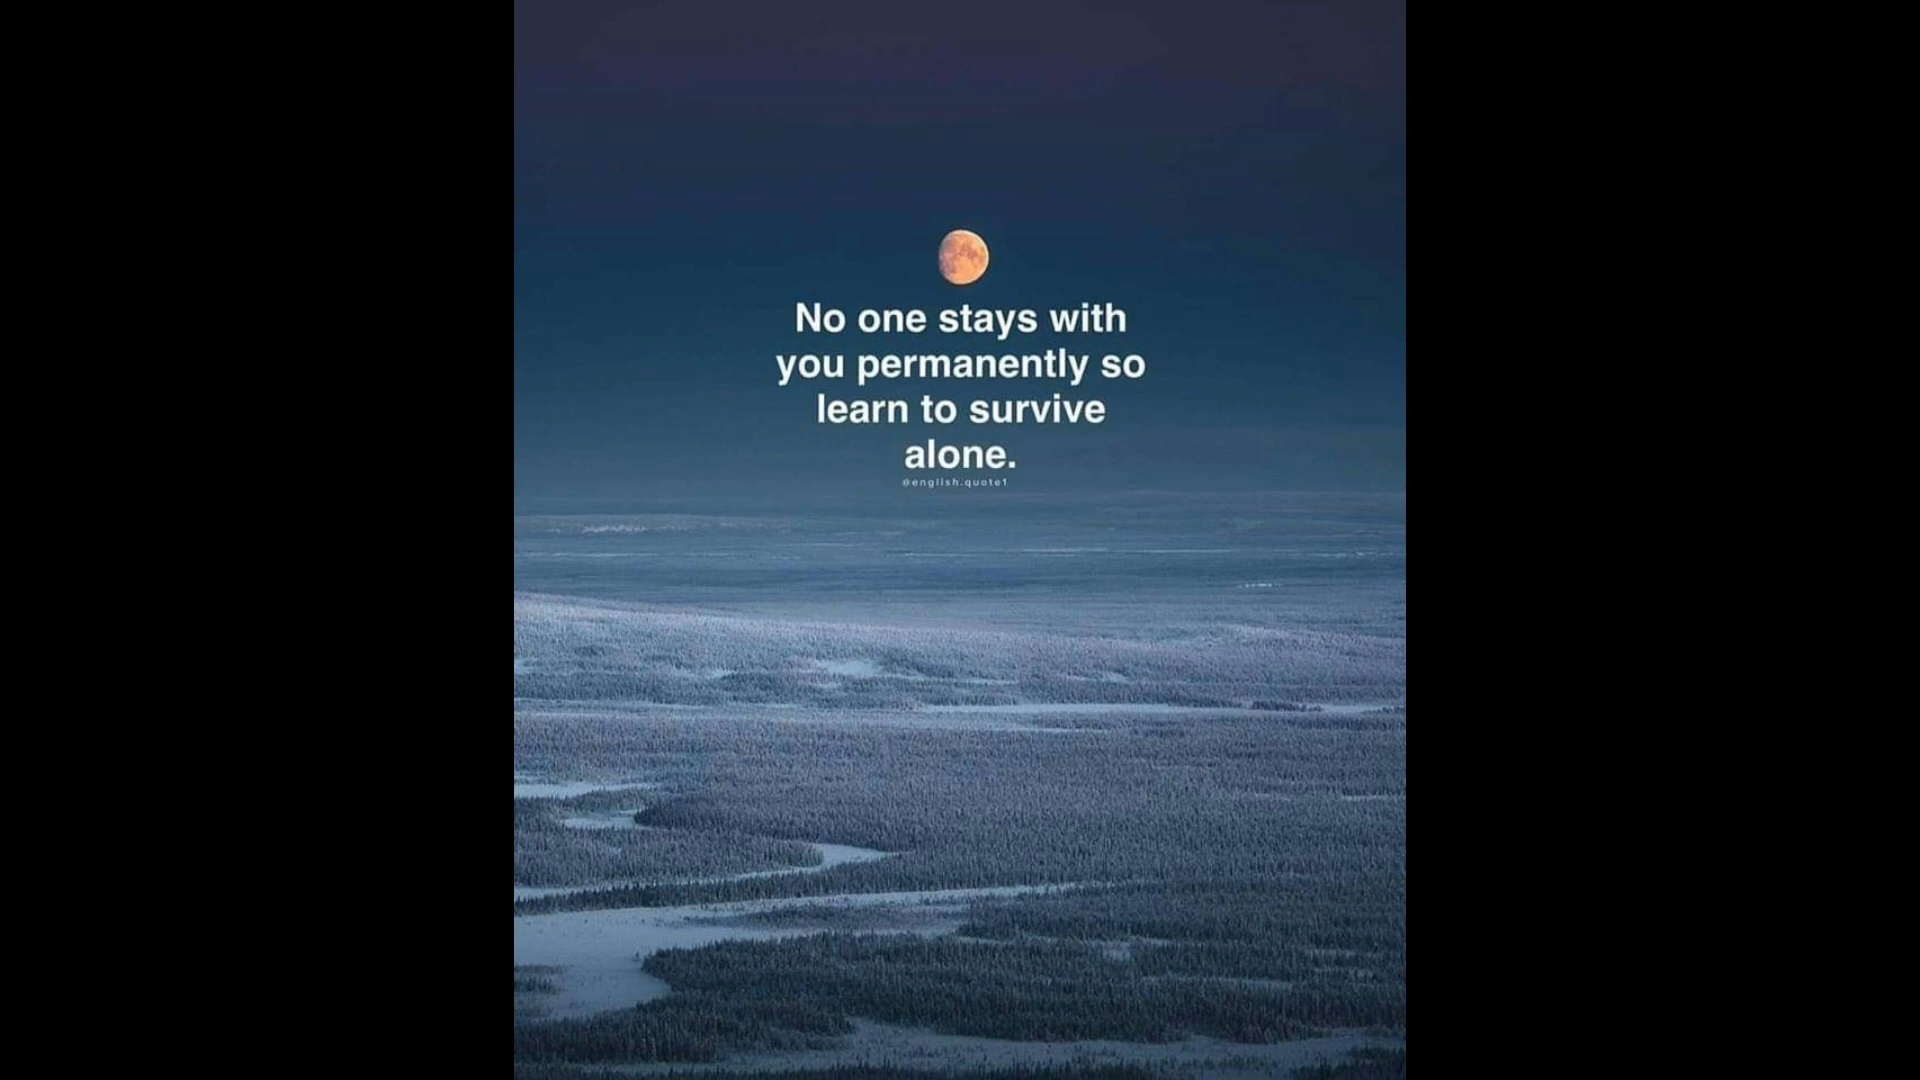 No one stays with
you permanently so
learn to survive
alone.
@english.quote1